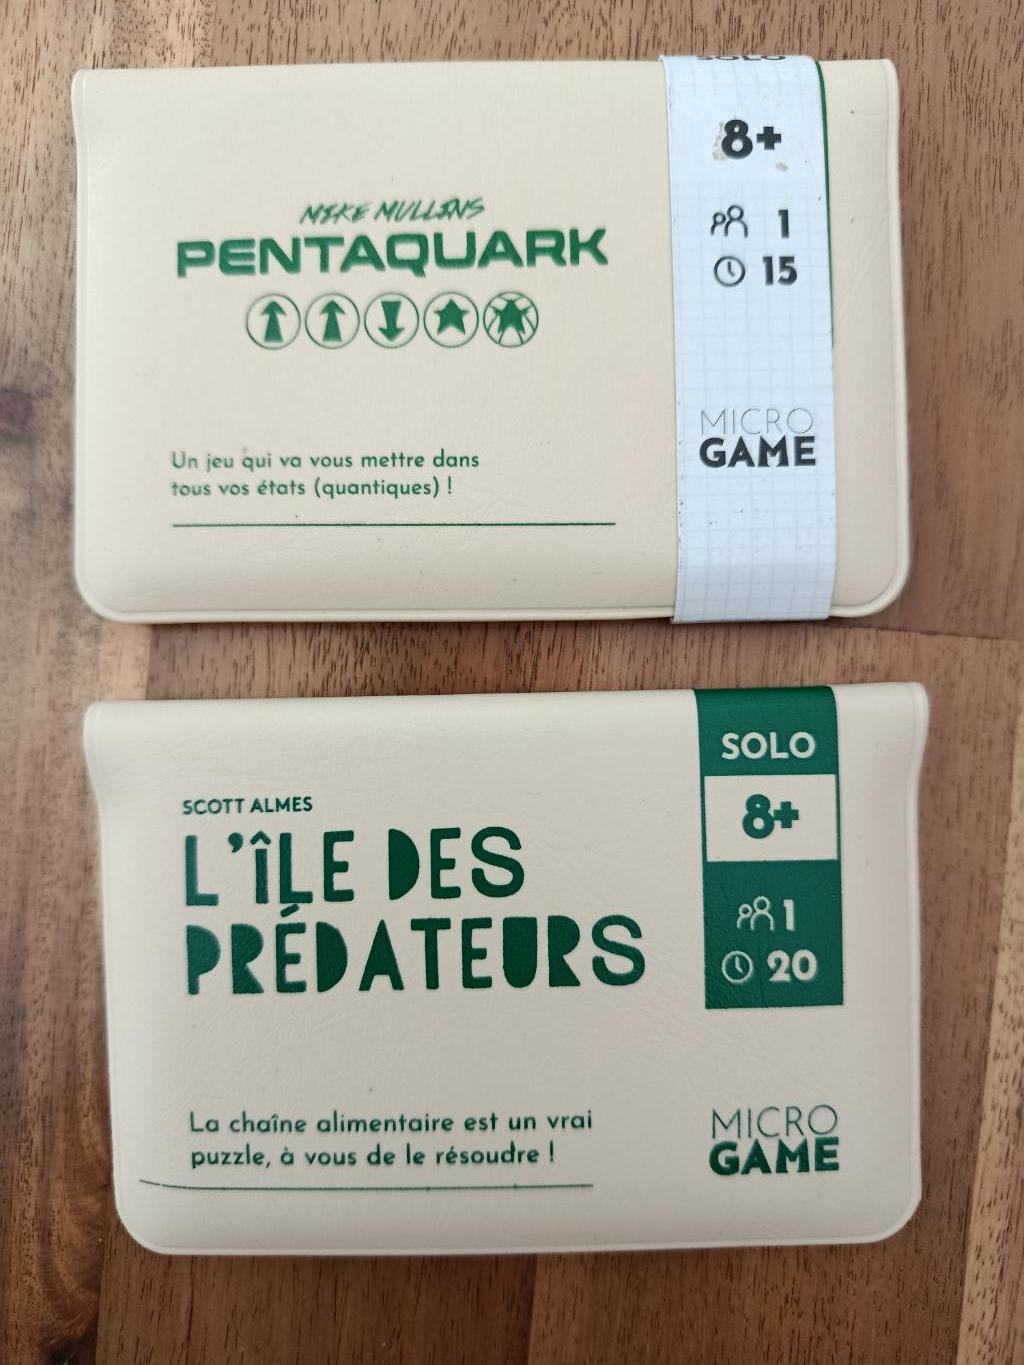 MIKE MULLINS
PENTAQUARK
Un jeu qui va vous mettre dans
tous vos états (quantiques) !
SOLO
8+
1
15
MICRO
GAME
SCOTT ALMES
L'ÎLE DES
PRÉDATEURS
La chaîne alimentaire est un vrai
puzzle, à vous de le résoudre !
SOLO
8+
1
20
MICRO
GAME